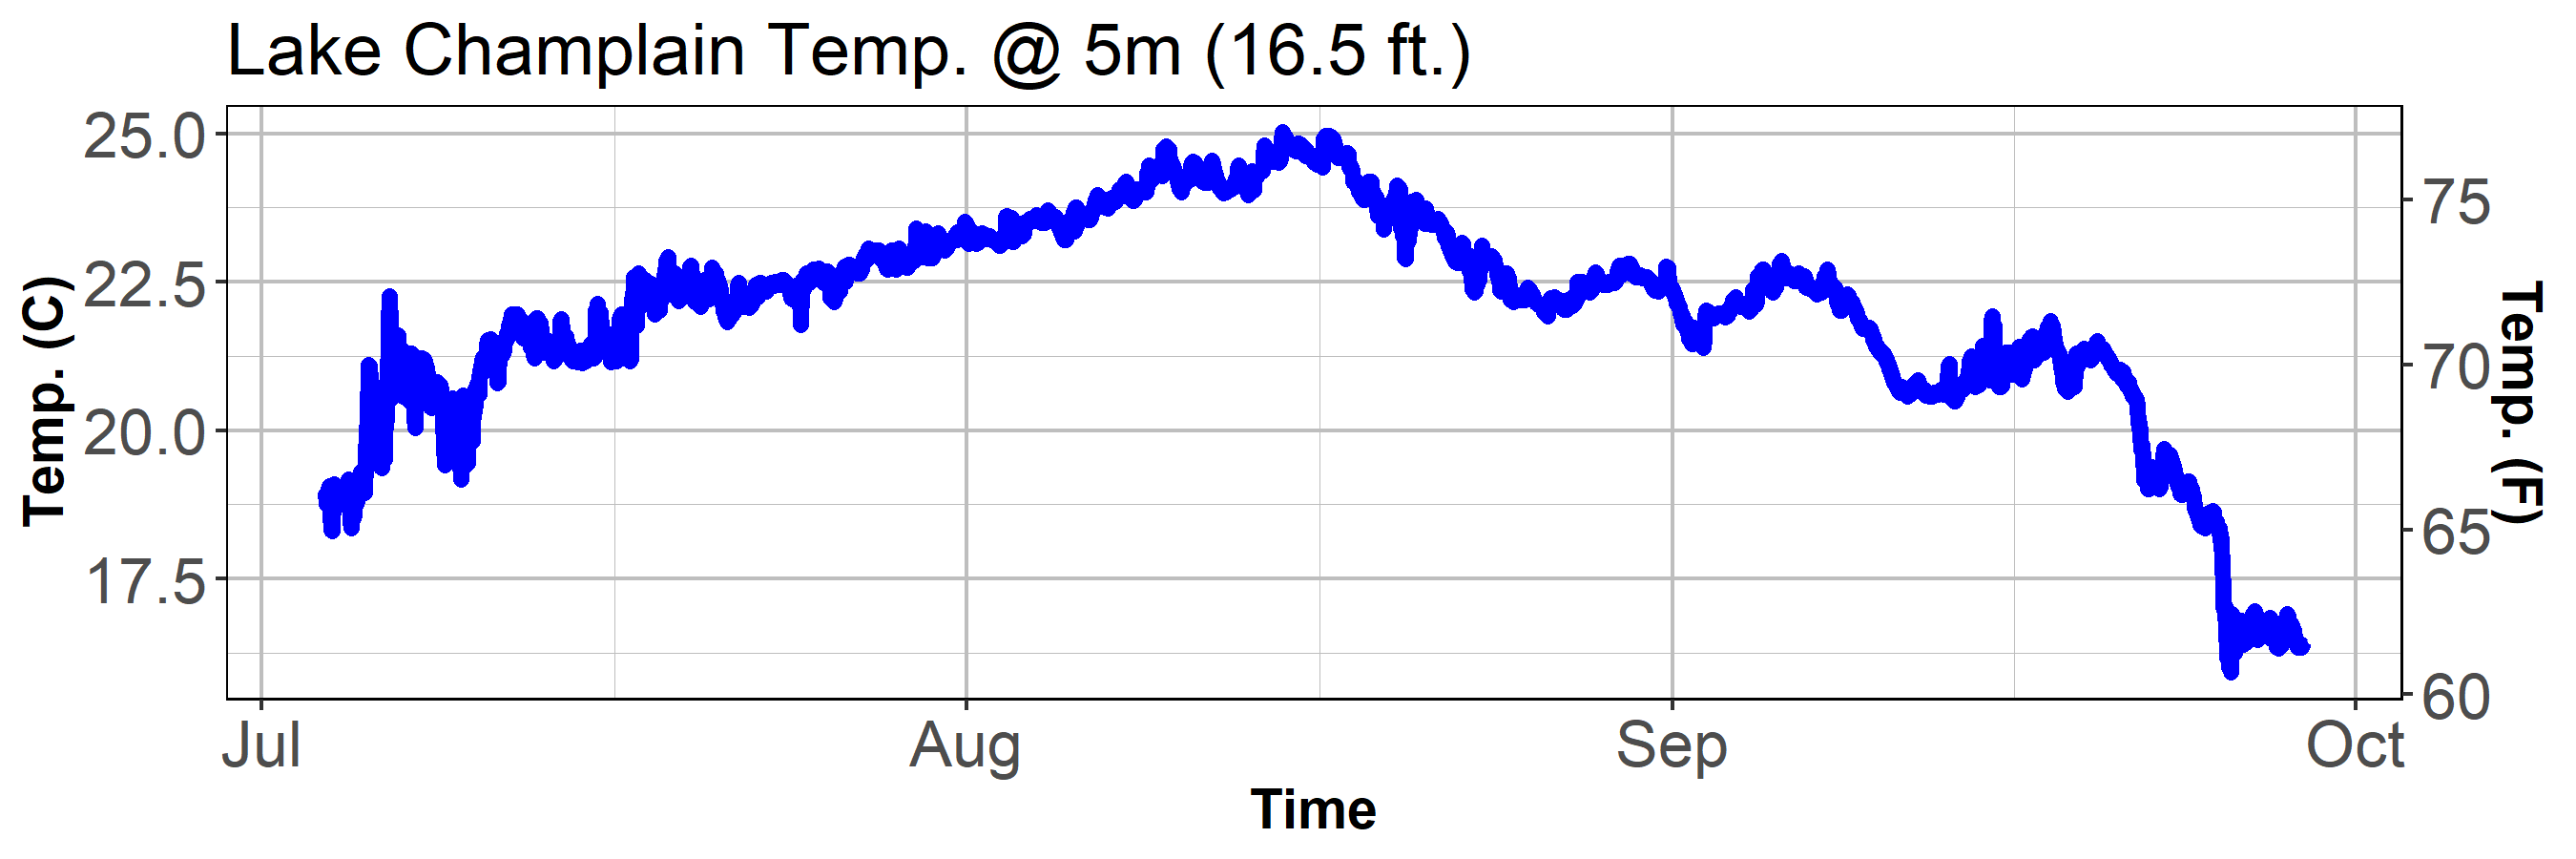 Lake Champlain Temp. @ 5m (16.5 ft.)
Temp. (C)
25.0
22.5
20.0
17.5
75
70
65
60
Temp. (F)
Jul Aug Sep Oct
Time